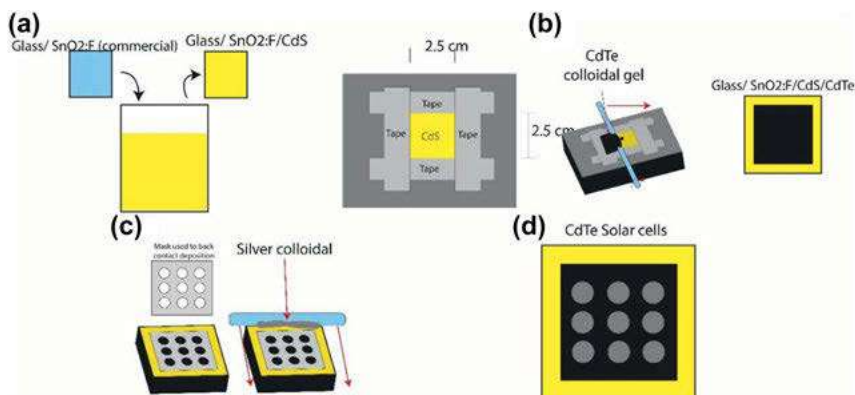 (a)
Glass/ SnO2:F (commercial)
Glass/ SnO2:F/CdS
2.5 cm
Tape
Tape
CdS
Tape
Tape
2.5 cm
(b)
CdTe
colloidal gel
Glass/ SnO2:F/CdS/CdTe
(c)
Mask used to back
contact deposition
Silver colloidal
(d)
CdTe Solar cells